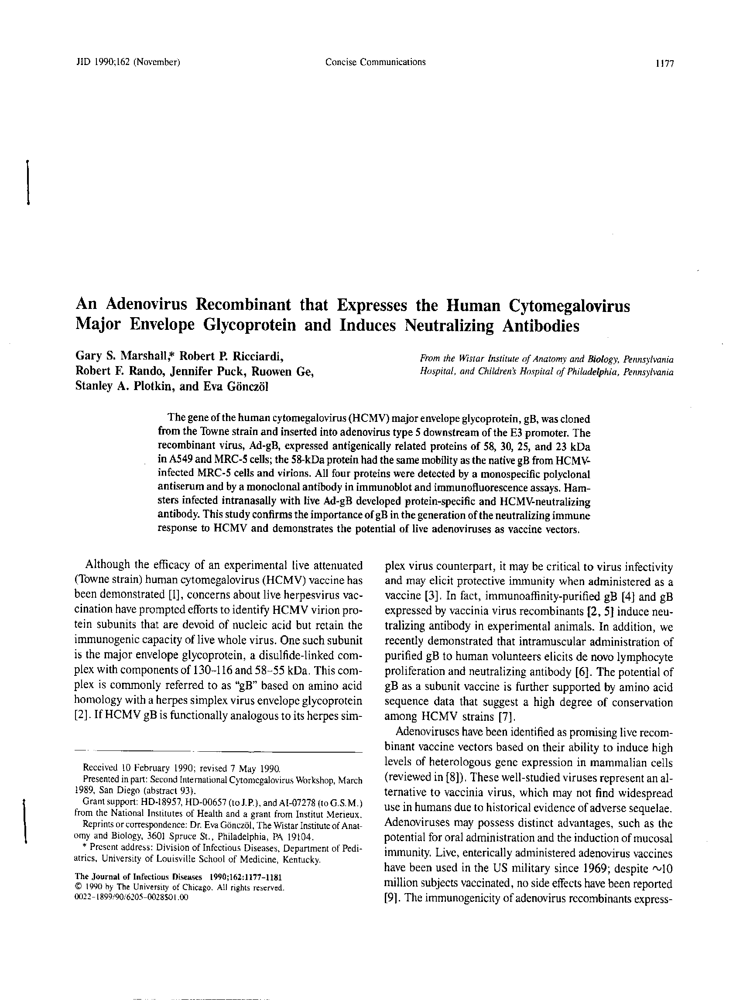 JID 1990;162 (November)
Concise Communications
1177
An Adenovirus Recombinant that Expresses the Human Cytomegalovirus
Major Envelope Glycoprotein and Induces Neutralizing Antibodies
Gary S. Marshall,* Robert P. Ricciardi,
Robert F. Rando, Jennifer Puck, Ruowen Ge,
Stanley A. Plotkin, and Eva Gönczöl
From the Wistar Institute of Anatomy and Biology, Pennsylvania
Hospital, and Children's Hospital of Philadelphia, Pennsylvania
The gene of the human cytomegalovirus (HCMV) major envelope glycoprotein, gB, was cloned
from the Towne strain and inserted into adenovirus type 5 downstream of the E3 promoter. The
recombinant virus, Ad-gB, expressed antigenically related proteins of 58, 30, 25, and 23 kDa
in A549 and MRC-5 cells; the 58-kDa protein had the same mobility as the native gB from HCMV-
infected MRC-5 cells and virions. All four proteins were detected by a monospecific polyclonal
antiserum and by a monoclonal antibody in immunoblot and immunofluorescence assays. Ham-
sters infected intranasally with live Ad-gB developed protein-specific and HCMV-neutralizing
antibody. This study confirms the importance of gB in the generation of the neutralizing immune
response to HCMV and demonstrates the potential of live adenoviruses as vaccine vectors.
Although the efficacy of an experimental live attenuated
(Towne strain) human cytomegalovirus (HCMV) vaccine has
been demonstrated [1], concerns about live herpesvirus vac-
cination have prompted efforts to identify HCMV virion pro-
tein subunits that are devoid of nucleic acid but retain the
immunogenic capacity of live whole virus. One such subunit
is the major envelope glycoprotein, a disulfide-linked com-
plex with components of 130-116 and 58-55 kDa. This com-
plex is commonly referred to as “gB” based on amino acid
homology with a herpes simplex virus envelope glycoprotein
[2]. If HCMV gB is functionally analogous to its herpes sim-
Received 10 February 1990; revised 7 May 1990.
Presented in part: Second International Cytomegalovirus Workshop, March
1989, San Diego (abstract 93).
Grant support: HD-18957, HD-00657 (to J.P.), and AI-07278 (to G.S.M.)
from the National Institutes of Health and a grant from Institut Merieux.
Reprints or correspondence: Dr. Eva Gönczöl, The Wistar Institute of Anat-
omy and Biology, 3601 Spruce St., Philadelphia, PA 19104.
* Present address: Division of Infectious Diseases, Department of Pedi-
atrics, University of Louisville School of Medicine, Kentucky.
The Journal of Infectious Diseases 1990;162:1177-1181
© 1990 by The University of Chicago. All rights reserved.
0022-1899/90/6205-0028$01.00
plex virus counterpart, it may be critical to virus infectivity
and may elicit protective immunity when administered as a
vaccine [3]. In fact, immunoaffinity-purified gB [4] and gB
expressed by vaccinia virus recombinants [2, 5] induce neu-
tralizing antibody in experimental animals. In addition, we
recently demonstrated that intramuscular administration of
purified gB to human volunteers elicits de novo lymphocyte
proliferation and neutralizing antibody [6]. The potential of
gB as a subunit vaccine is further supported by amino acid
sequence data that suggest a high degree of conservation
among HCMV strains [7].
Adenoviruses have been identified as promising live recom-
binant vaccine vectors based on their ability to induce high
levels of heterologous gene expression in mammalian cells
(reviewed in [8]). These well-studied viruses represent an al-
ternative to vaccinia virus, which may not find widespread
use in humans due to historical evidence of adverse sequelae.
Adenoviruses may possess distinct advantages, such as the
potential for oral administration and the induction of mucosal
immunity. Live, enterically administered adenovirus vaccines
have been used in the US military since 1969; despite ~10
million subjects vaccinated, no side effects have been reported
[9]. The immunogenicity of adenovirus recombinants express-